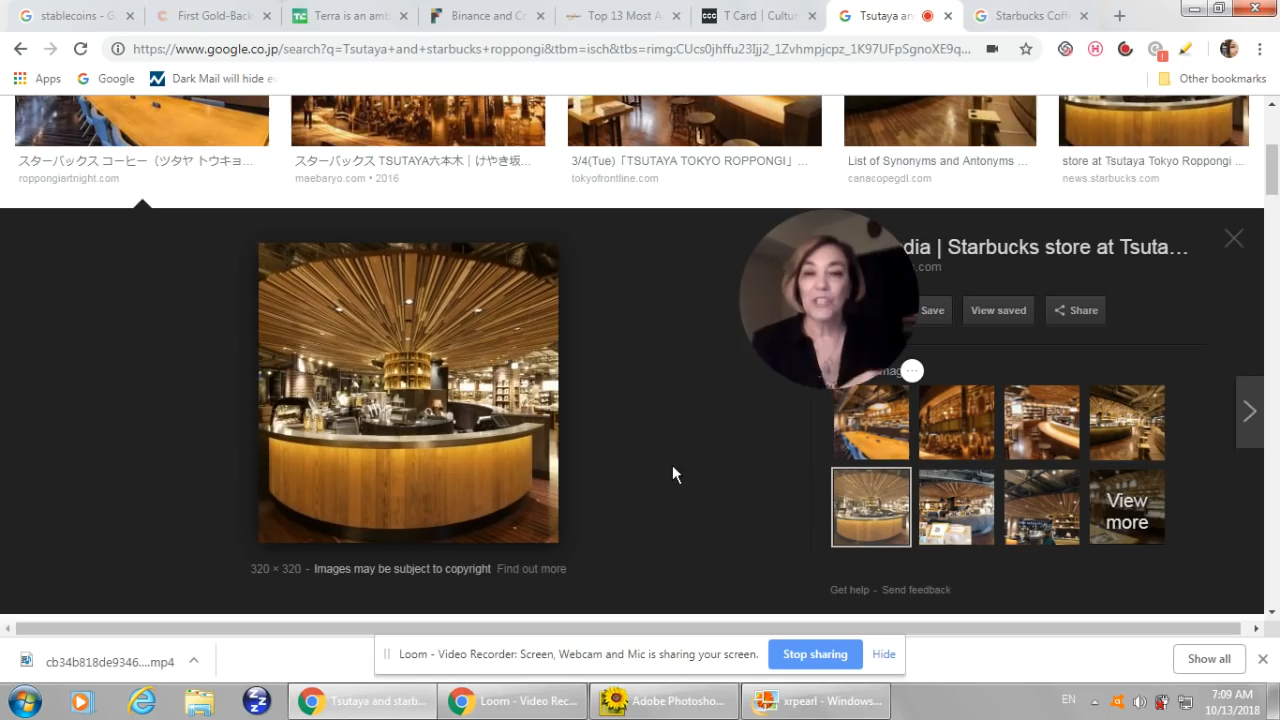 stablecoins - G
First Gold-Back
Terra is an amb
Binance and Cr
Top 13 Most A
T Card | Cultur
Tsutaya an
Starbucks Coff
https://www.google.co.jp/search?q=Tsutaya+and+starbucks+roppongi&tbm=isch&tbs=rimg:CUcs0jhffu23Ijj2_1Zvhmpjcpz_1K97UFpSgnoXE9q...
Apps
Google
Dark Mail will hide e
Other bookmarks
スターバックス コーヒー（ツタヤ トウキョ...
スターバックス TSUTAYA六本木｜けやき坂...
3/4(Tue)「TSUTAYA TOKYO ROPPONGI」...
List of Synonyms and Antonyms ...
store at Tsutaya Tokyo Roppongi ...
roppongiartnight.com
maebaryo.com • 2016
tokyofrontline.com
canacopegdl.com
news.starbucks.com
dia | Starbucks store at Tsuta...
.com
Save
View saved
Share
View more
320 × 320 - Images may be subject to copyright Find out more
Get help - Send feedback
cb34b818de9346....mp4
Loom - Video Recorder: Screen, Webcam and Mic is sharing your screen.
Stop sharing
Hide
Show all
Tsutaya and starb...
Loom - Video Rec...
Adobe Photosho...
xrpearl - Windows...
EN
7:09 AM
10/13/2018